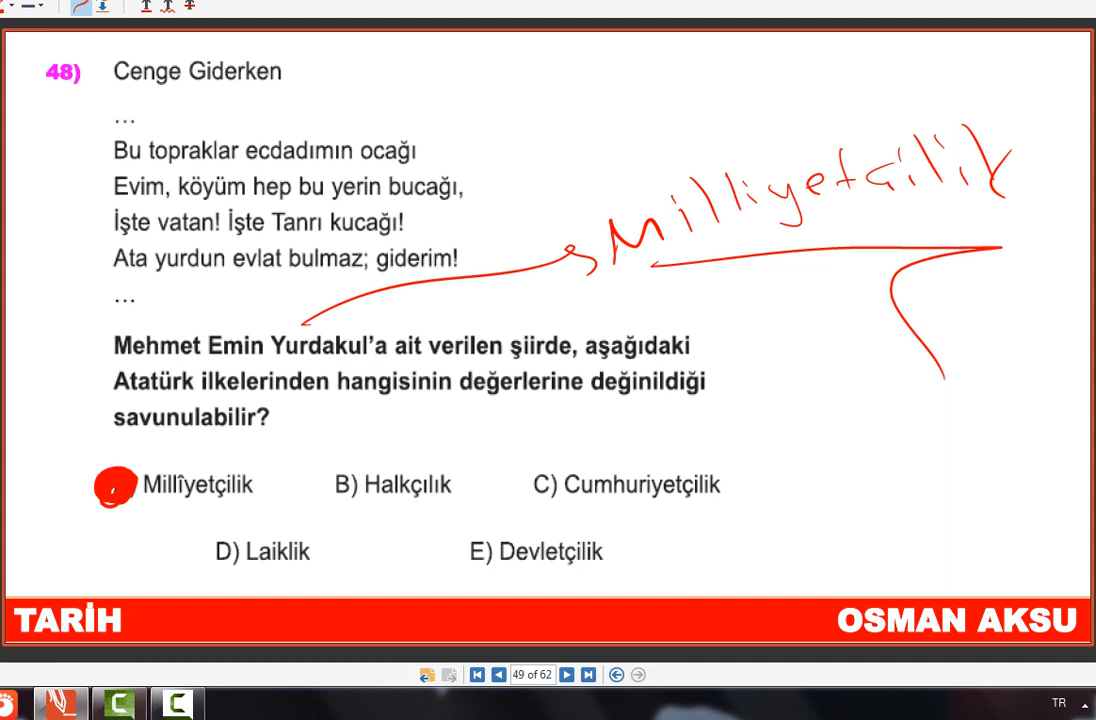 48) Cenge Giderken
...
Bu topraklar ecdadımın ocağı
Evim, köyüm hep bu yerin bucağı,
İşte vatan! İşte Tanrı kucağı!
Ata yurdun evlat bulmaz; giderim!
...
Milliyetçilik
Mehmet Emin Yurdakul’a ait verilen şiirde, aşağıdaki
Atatürk ilkelerinden hangisinin değerlerine değinildiği
savunulabilir?
Millîyetçilik B) Halkçılık C) Cumhuriyetçilik
D) Laiklik E) Devletçilik
TARİH OSMAN AKSU
49 of 62
TR